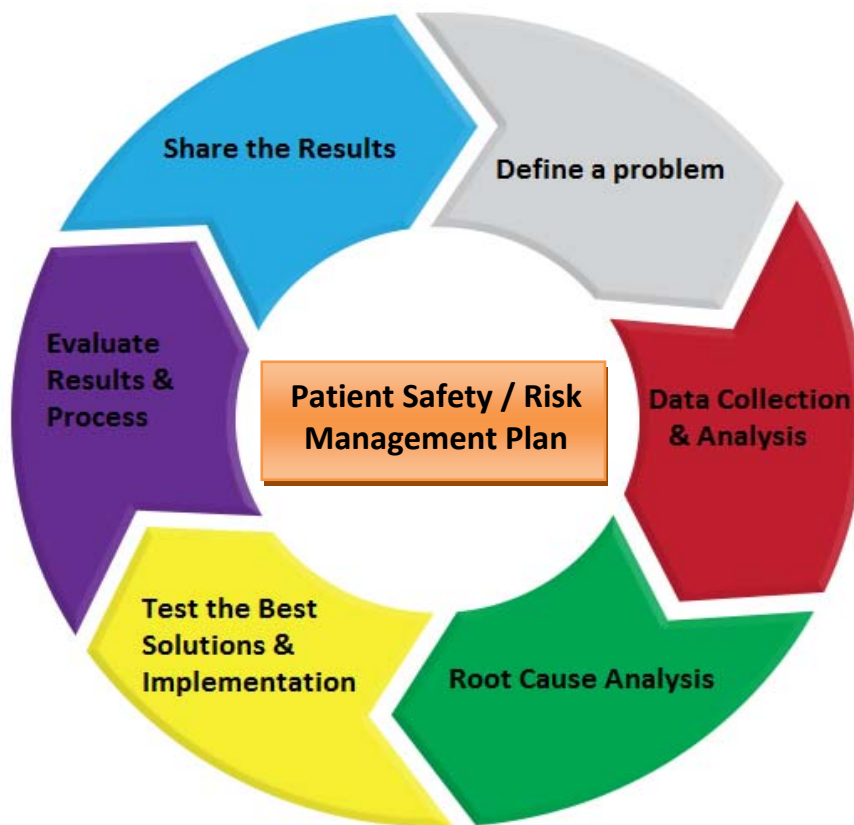 Share the Results
Define a problem
Data Collection
& Analysis
Root Cause Analysis
Test the Best
Solutions &
Implementation
Evaluate
Results &
Process
Patient Safety / Risk
Management Plan